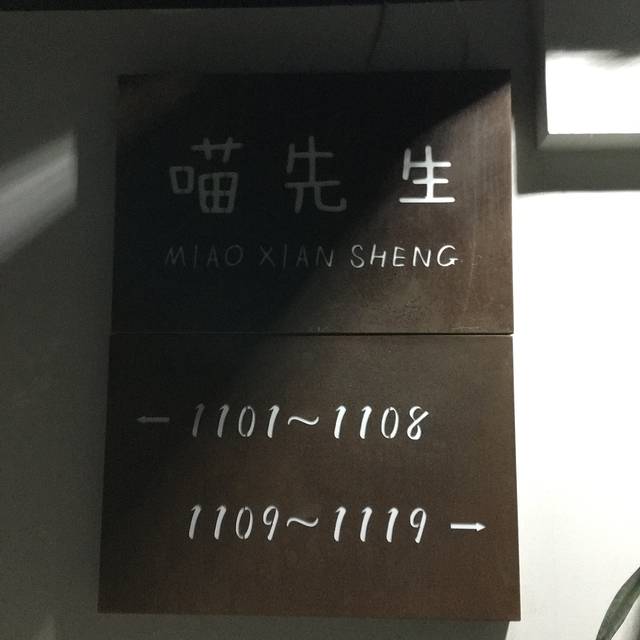 喵先生
MIAO XIAN SHENG
← 1101～1108
1109～1119 →